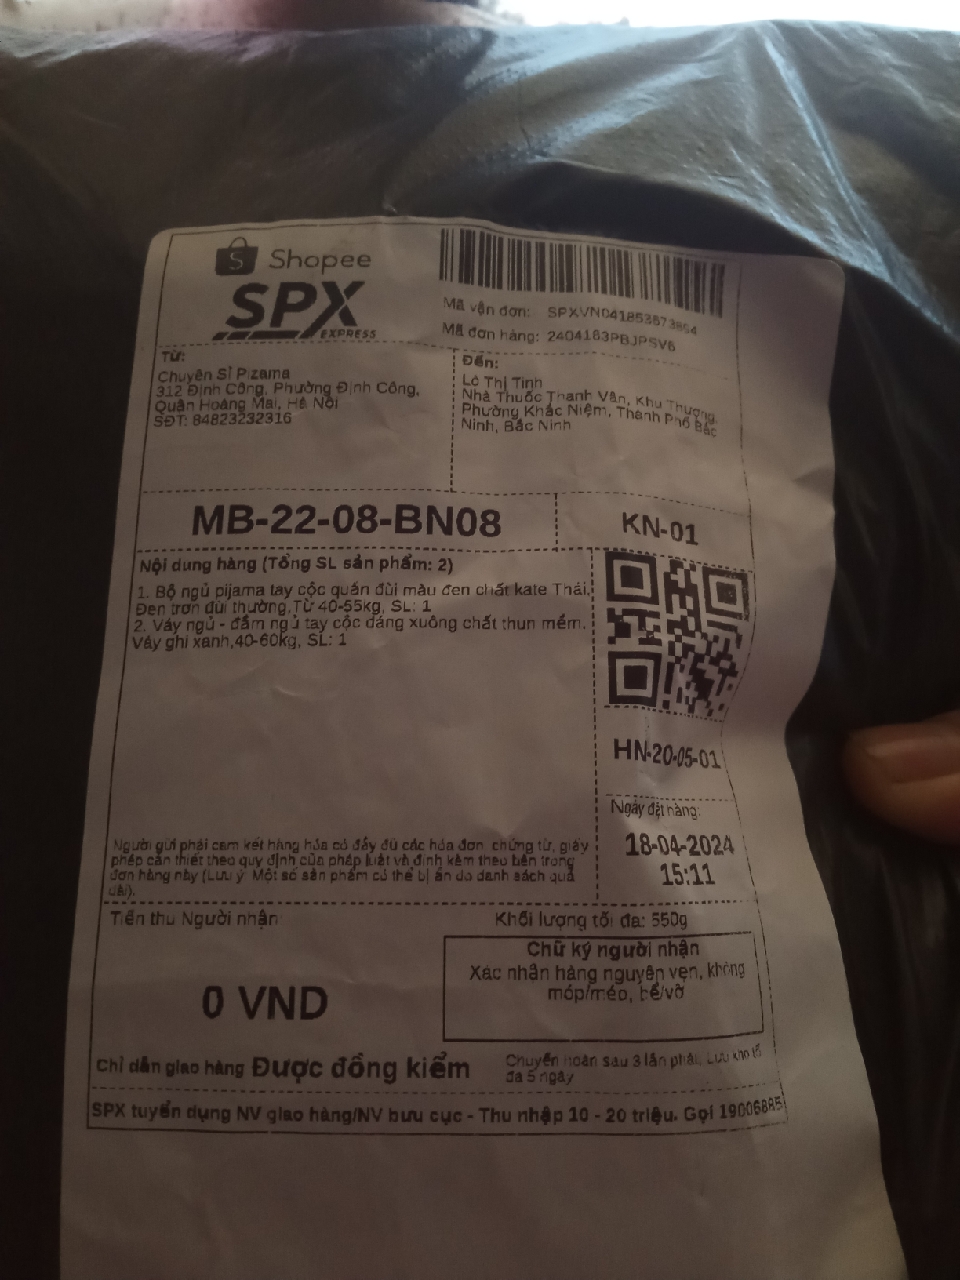 Shopee
SPX
EXPRESS
Mã vận đơn: SPXVN041853673864
Mã đơn hàng: 2404183PBJPSV6
Từ:
Chuyên Sỉ Pizama
312 Định Công, Phường Định Công,
Quận Hoàng Mai, Hà Nội
SĐT: 84823232316
Đến:
Lò Thị Tinh
Nhà Thuốc Thanh Vân, Khu Thượng,
Phường Khắc Niệm, Thành Phố Bắc
Ninh, Bắc Ninh
MB-22-08-BN08
KN-01
Nội dung hàng (Tổng SL sản phẩm: 2)
1. Bộ ngủ pijama tay cộc quần đùi màu đen chất kate Thái,
Đen trơn đùi thường,Từ 40-55kg, SL: 1
2. Váy ngủ - đầm ngủ tay cộc dáng xuông chất thun mềm,
Váy ghi xanh,40-60kg, SL: 1
HN-20-05-01
Ngày đặt hàng:
18-04-2024
15:11
Người gửi phải cam kết hàng hóa có đầy đủ các hóa đơn, chứng từ, giấy
phép cần thiết theo quy định của pháp luật và đính kèm theo bên trong
đơn hàng này (Lưu ý: Một số sản phẩm có thể bị ẩn do danh sách quá
dài).
Tiền thu Người nhận
Khối lượng tối đa: 550g
0 VND
Chữ ký người nhận
Xác nhận hàng nguyên vẹn, không
móp/méo, bể/vỡ
Chỉ dẫn giao hàng Được đồng kiểm
Chuyển hoàn sau 3 lần phát, Lưu kho tối
đa 5 ngày
SPX tuyển dụng NV giao hàng/NV bưu cục - Thu nhập 10 - 20 triệu. Gọi 19006885